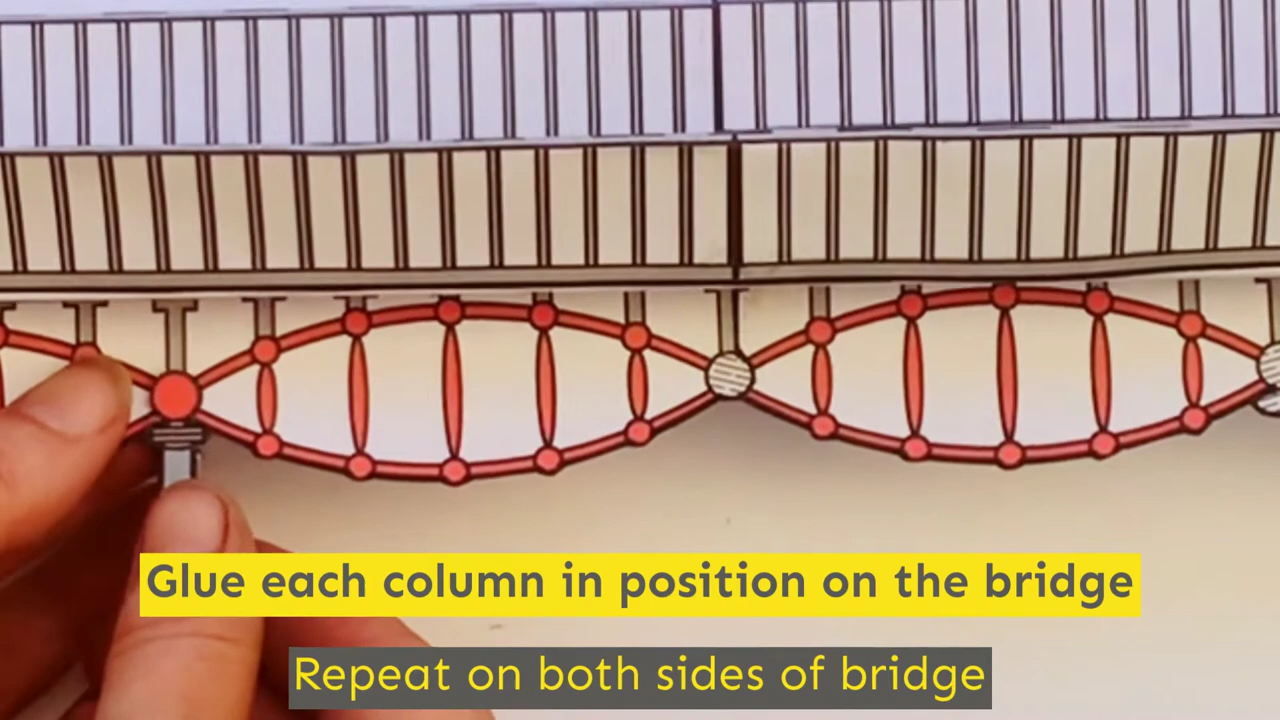 Glue each column in position on the bridge
Repeat on both sides of bridge